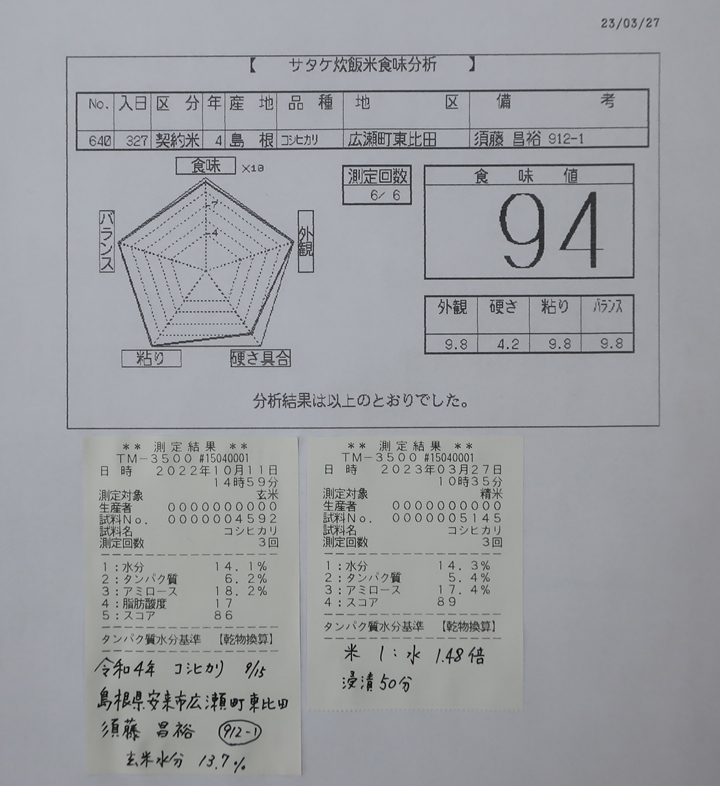 23/03/27
【 サタケ炊飯米食味分析 】
No. 入日 区分 年 産地 品種 地区 備考
640 327 契約米 4 島根 コシヒカリ 広瀬町東比田 須藤 昌裕 912-1
食味 ×10
7
4
バランス
外観
粘り
硬さ具合
測定回数
6/ 6
食味値
94
外観 硬さ 粘り バランス
9.8 4.2 9.8 9.8
分析結果は以上のとおりでした。
** 測定結果 **
TM-3500 #15040001
日時 2022年10月11日
14時59分
測定対象 玄米
生産者 0000000000
試料No. 0000004592
試料名 コシヒカリ
測定回数 3回
1:水分 14.1%
2:タンパク質 6.2%
3:アミロース 18.2%
4:脂肪酸度 17
5:スコア 86
タンパク質水分基準 【乾物換算】
令和4年 コシヒカリ 9/15
島根県安来市広瀬町東比田
須藤 昌裕 912-1
玄米水分 13.7%
** 測定結果 **
TM-3500 #15040001
日時 2023年03月27日
10時35分
測定対象 精米
生産者 0000000000
試料No. 0000005145
試料名 コシヒカリ
測定回数 3回
1:水分 14.3%
2:タンパク質 5.4%
3:アミロース 17.4%
4:スコア 89
タンパク質水分基準 【乾物換算】
米 1:水 1.48倍
浸漬50分